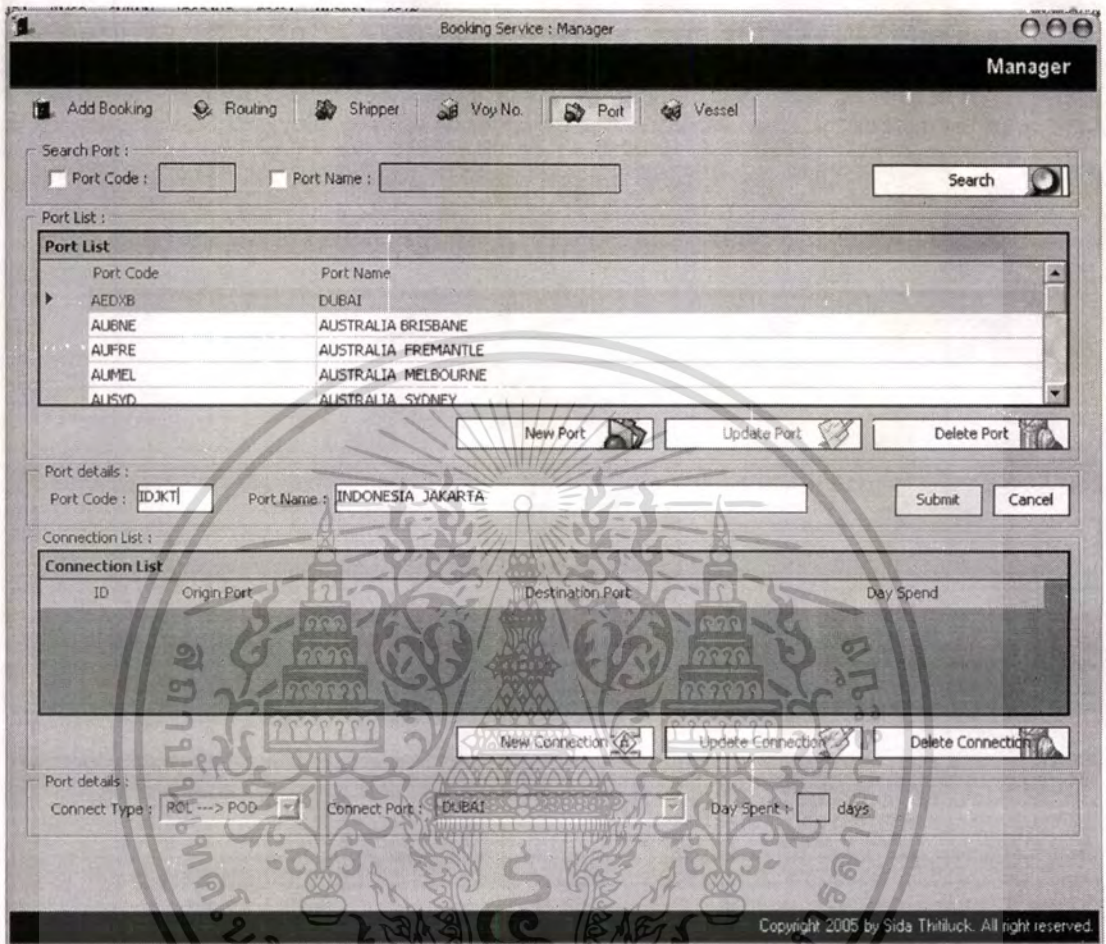 Booking Service : Manager
Manager
Add Booking Routing Shipper Voy No. Port Vessel
Search Port :
Port Code : Port Name : Search
Port List :
Port List
Port Code Port Name
AEDXB DUBAI
AUBNE AUSTRALIA BRISBANE
AUFRE AUSTRALIA FREMANTLE
AUMEL AUSTRALIA MELBOURNE
AUSYD AUSTRALIA SYDNEY
New Port Update Port Delete Port
Port details :
Port Code : IDJKT Port Name : INDONESIA JAKARTA Submit Cancel
Connection List :
Connection List
ID Origin Port Destination Port Day Spend
New Connection Update Connection Delete Connection
Port details :
Connect Type : POL ---> POD Connect Port : DUBAI Day Spent : days
Copyright 2005 by Sida Thitiluck. All right reserved.